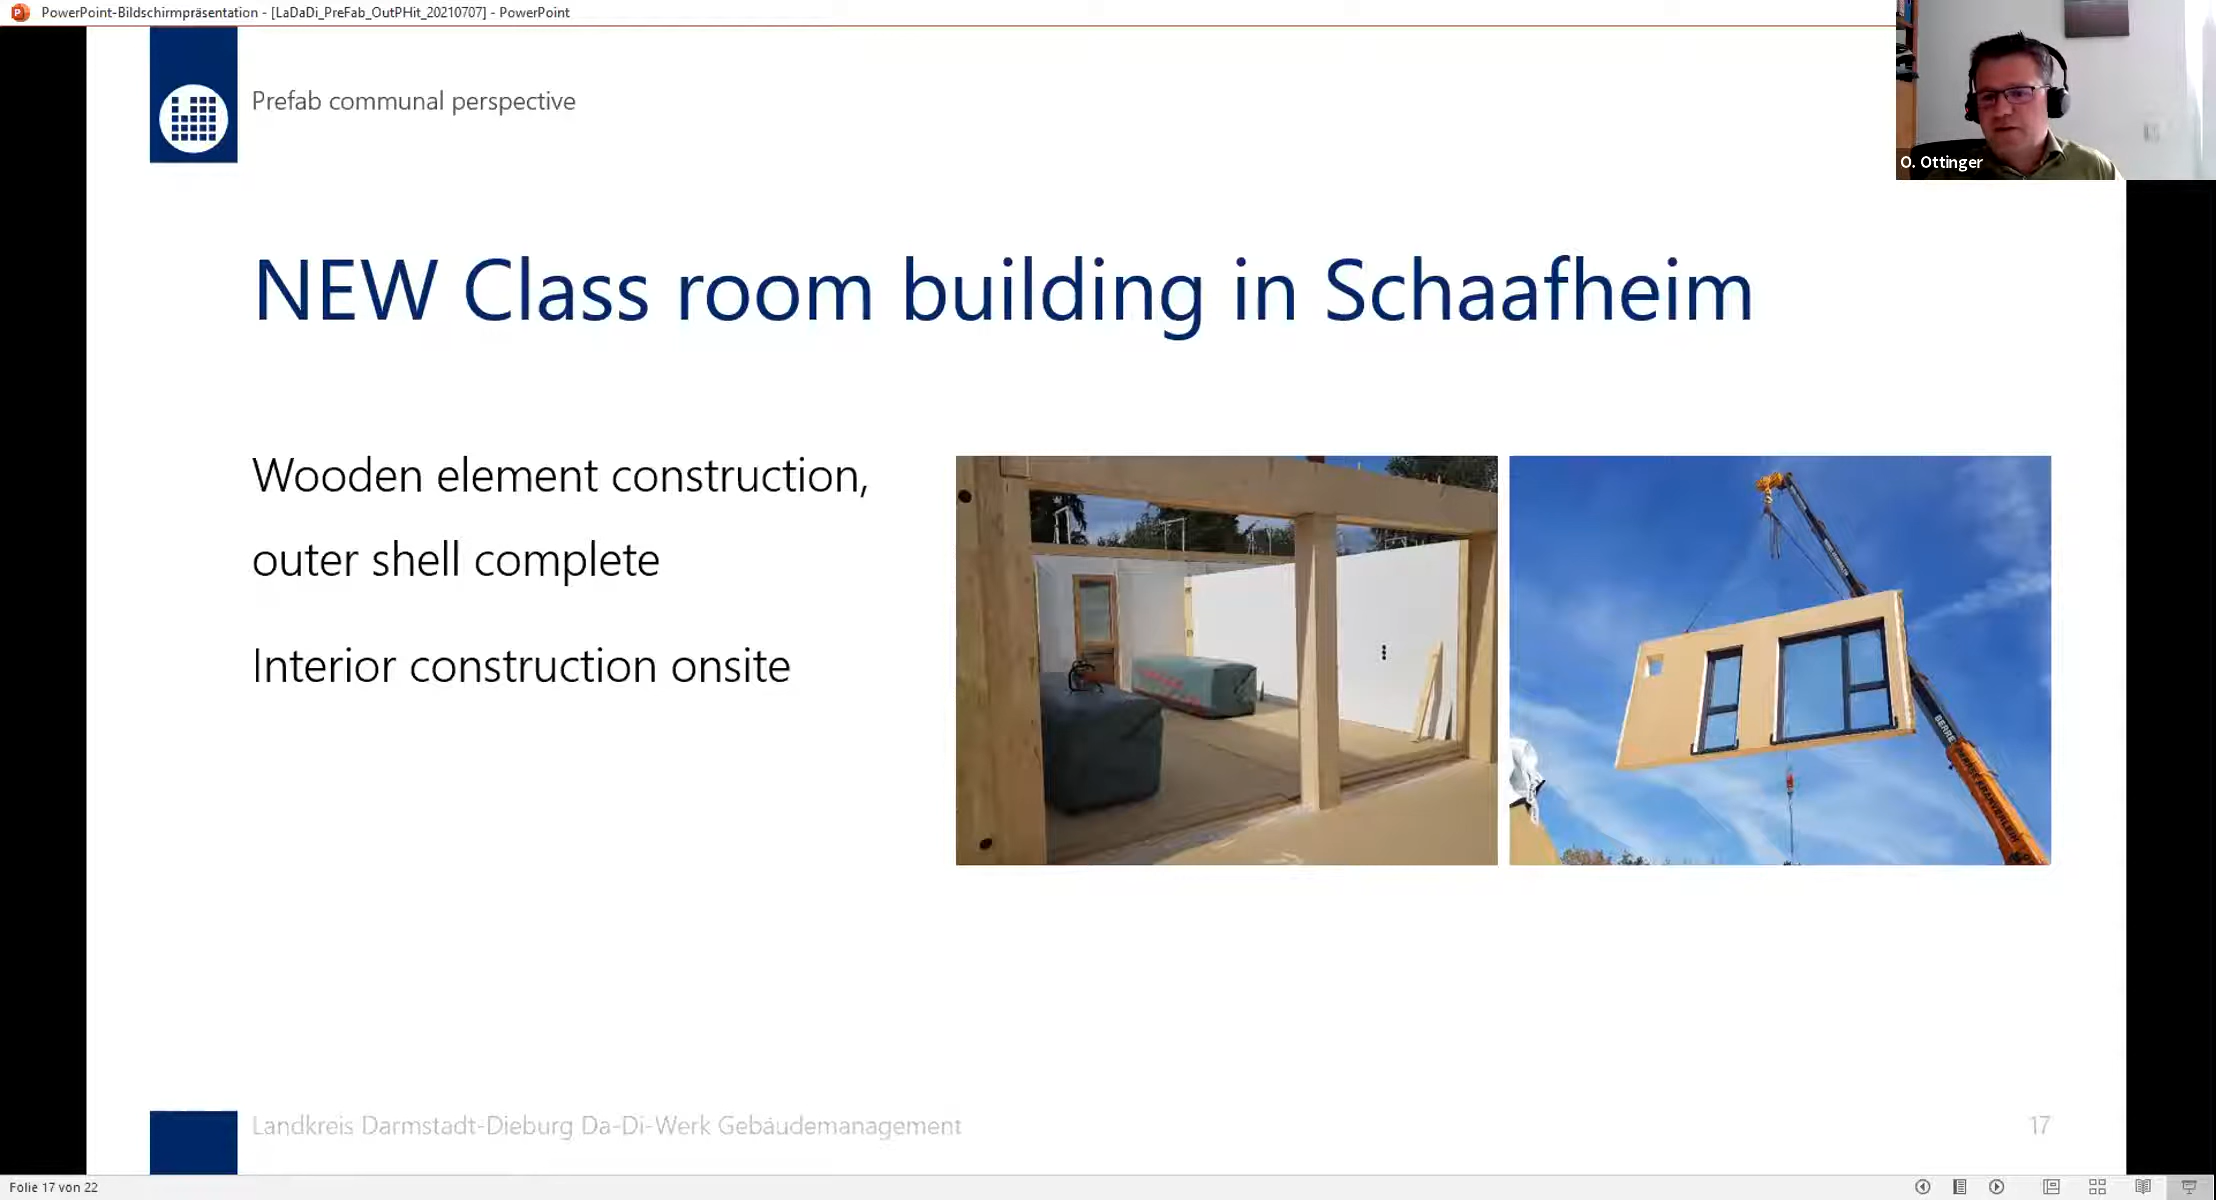 PowerPoint-Bildschirmpräsentation - [LaDaDi_PreFab_OutPHit_20210707] - PowerPoint
Prefab communal perspective
O. Ottinger
NEW Class room building in Schaafheim
Wooden element construction,
outer shell complete
Interior construction onsite
Landkreis Darmstadt-Dieburg Da-Di-Werk Gebäudemanagement
17
Folie 17 von 22